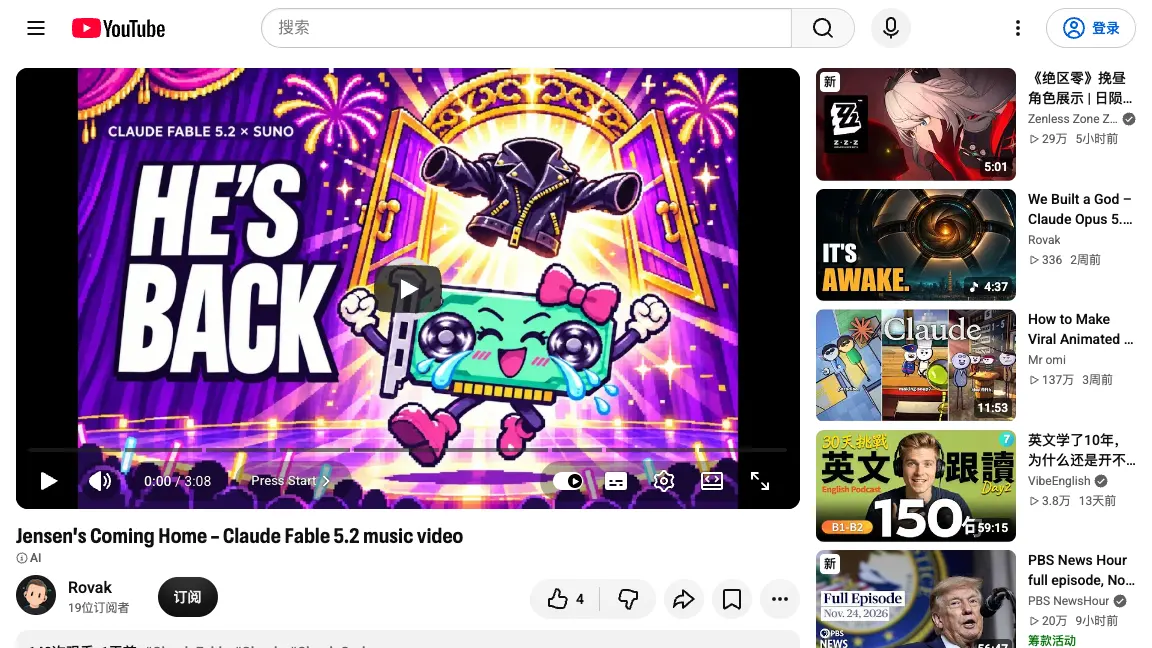 YouTube
搜索
登录
CLAUDE FABLE 5.2 × SUNO
HE'S
BACK
0:00 / 3:08
Press Start
Jensen's Coming Home – Claude Fable 5.2 music video
AI
Rovak
19位订阅者
订阅
4
新
Z·Z·Z
5:01
《绝区零》挽昼
角色展示 | 日陨...
Zenless Zone Z...
29万 5小时前
IT'S
AWAKE.
4:37
We Built a God –
Claude Opus 5....
Rovak
336 2周前
Claude
11:53
How to Make
Viral Animated ...
Mr omi
137万 3周前
30天挑戰
7
英文 跟讀
English Podcast
Day2
B1-B2
150句
59:15
英文学了10年，
为什么还是开不...
VibeEnglish
3.8万 13天前
新
Full Episode
Nov. 24, 2026
PBS
NEWS
PBS News Hour
full episode, No...
PBS NewsHour
20万 9小时前
筹款活动